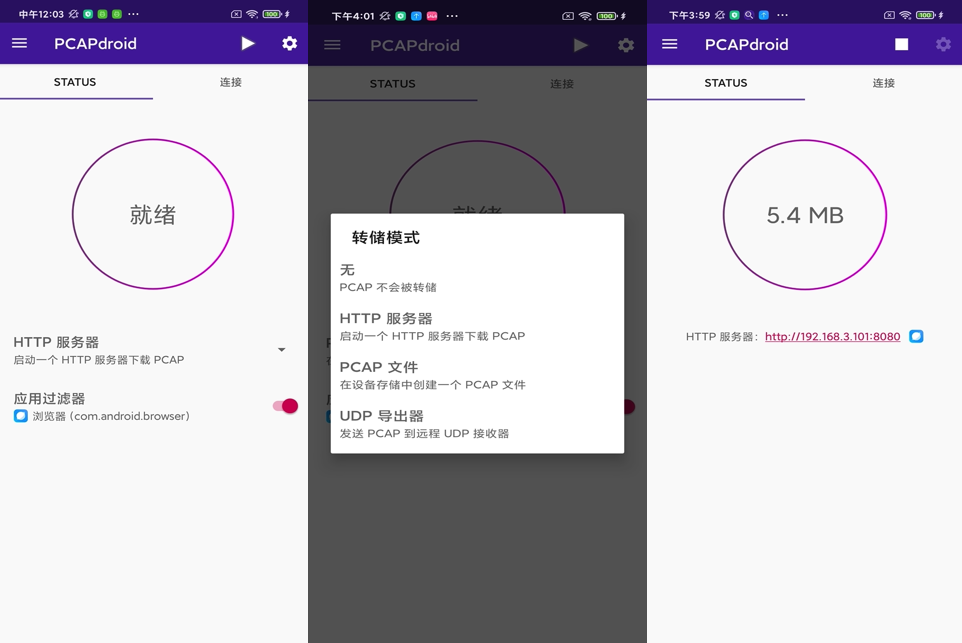 中午12:03
100
PCAPdroid
STATUS
连接
就绪
HTTP 服务器
启动一个 HTTP 服务器下载 PCAP
应用过滤器
浏览器 (com.android.browser)
下午4:01
100
PCAPdroid
STATUS
连接
就绪
转储模式
无
PCAP 不会被转储
HTTP 服务器
启动一个 HTTP 服务器下载 PCAP
PCAP 文件
在设备存储中创建一个 PCAP 文件
UDP 导出器
发送 PCAP 到远程 UDP 接收器
下午3:59
100
PCAPdroid
STATUS
连接
5.4 MB
HTTP 服务器: http://192.168.3.101:8080